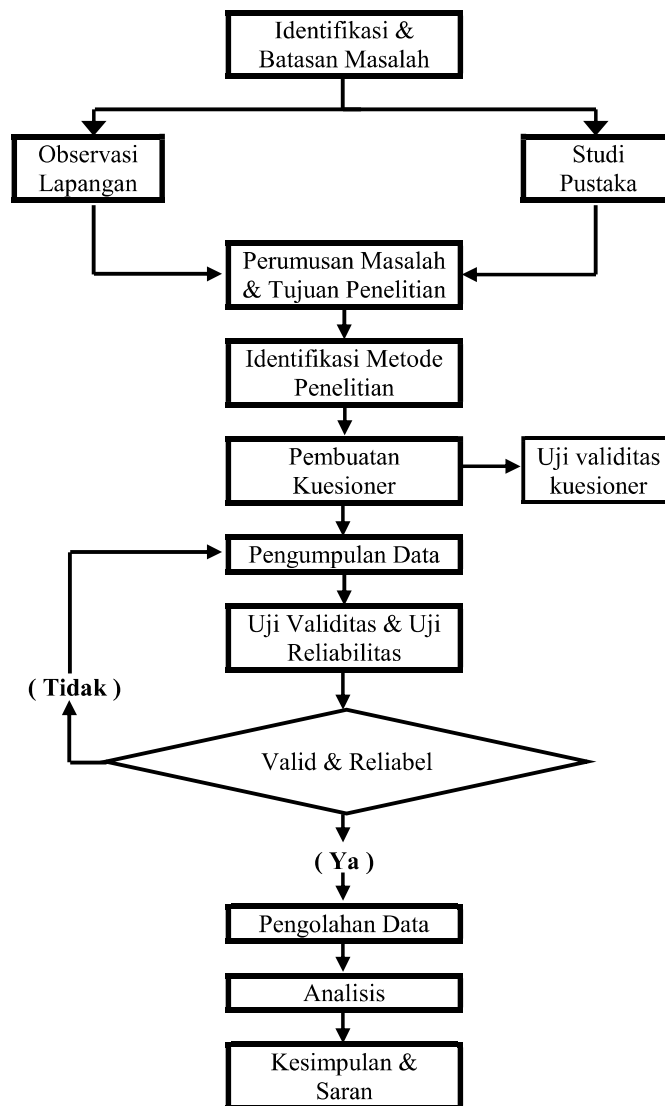 Identifikasi &
Batasan Masalah
Observasi
Lapangan
Studi
Pustaka
Perumusan Masalah
& Tujuan Penelitian
Identifikasi Metode
Penelitian
Pembuatan
Kuesioner
Uji validitas
kuesioner
Pengumpulan Data
Uji Validitas & Uji
Reliabilitas
( Tidak )
Valid & Reliabel
( Ya )
Pengolahan Data
Analisis
Kesimpulan &
Saran